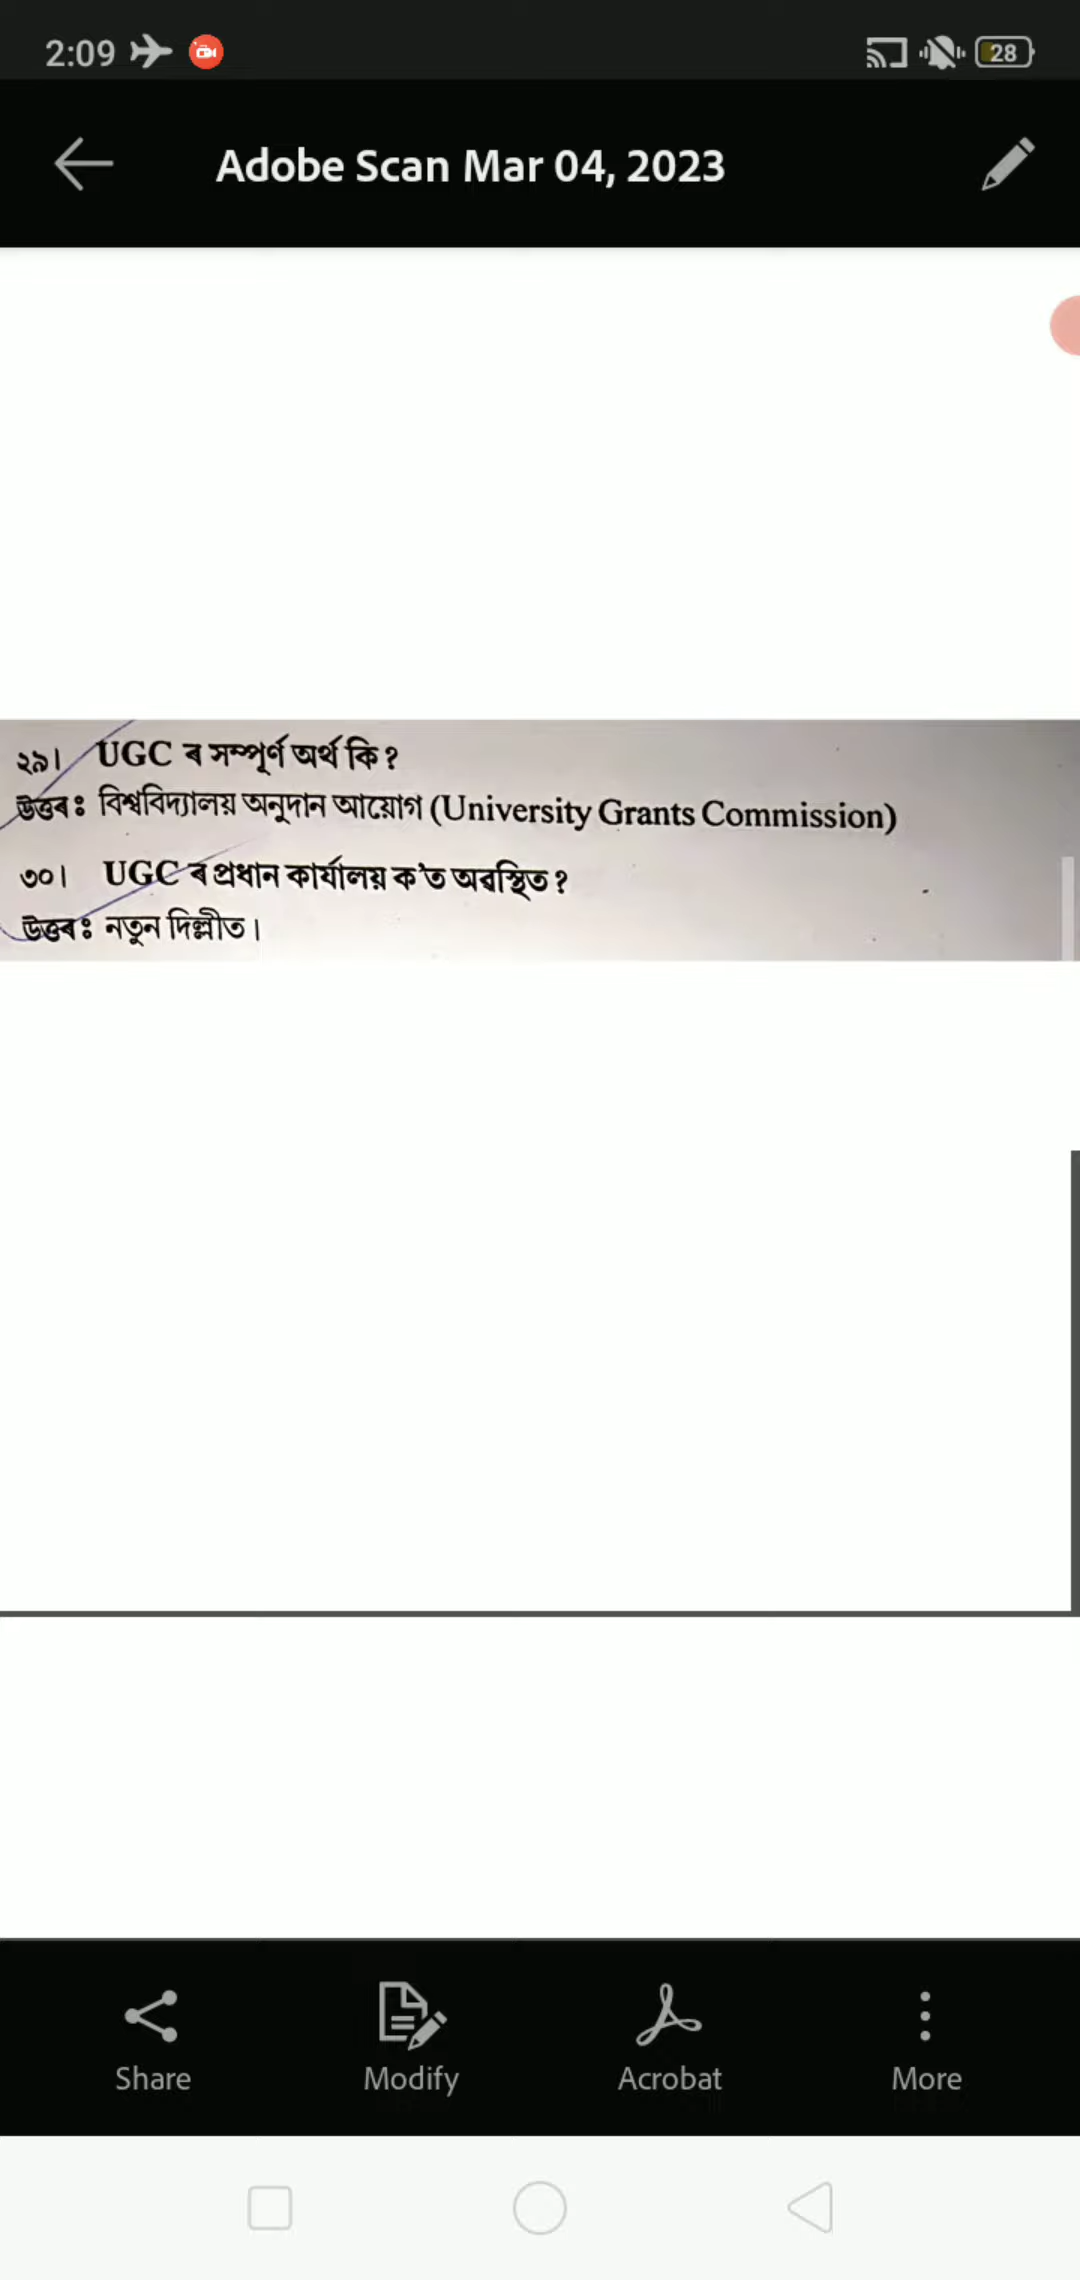 2:09
28
Adobe Scan Mar 04, 2023
২৯। UGC ৰ সম্পূৰ্ণ অৰ্থ কি ?
উত্তৰঃ বিশ্ববিদ্যালয় অনুদান আয়োগ (University Grants Commission)
৩০। UGC ৰ প্ৰধান কাৰ্যালয় ক'ত অৱস্থিত ?
উত্তৰঃ নতুন দিল্লীত।
Share Modify Acrobat More